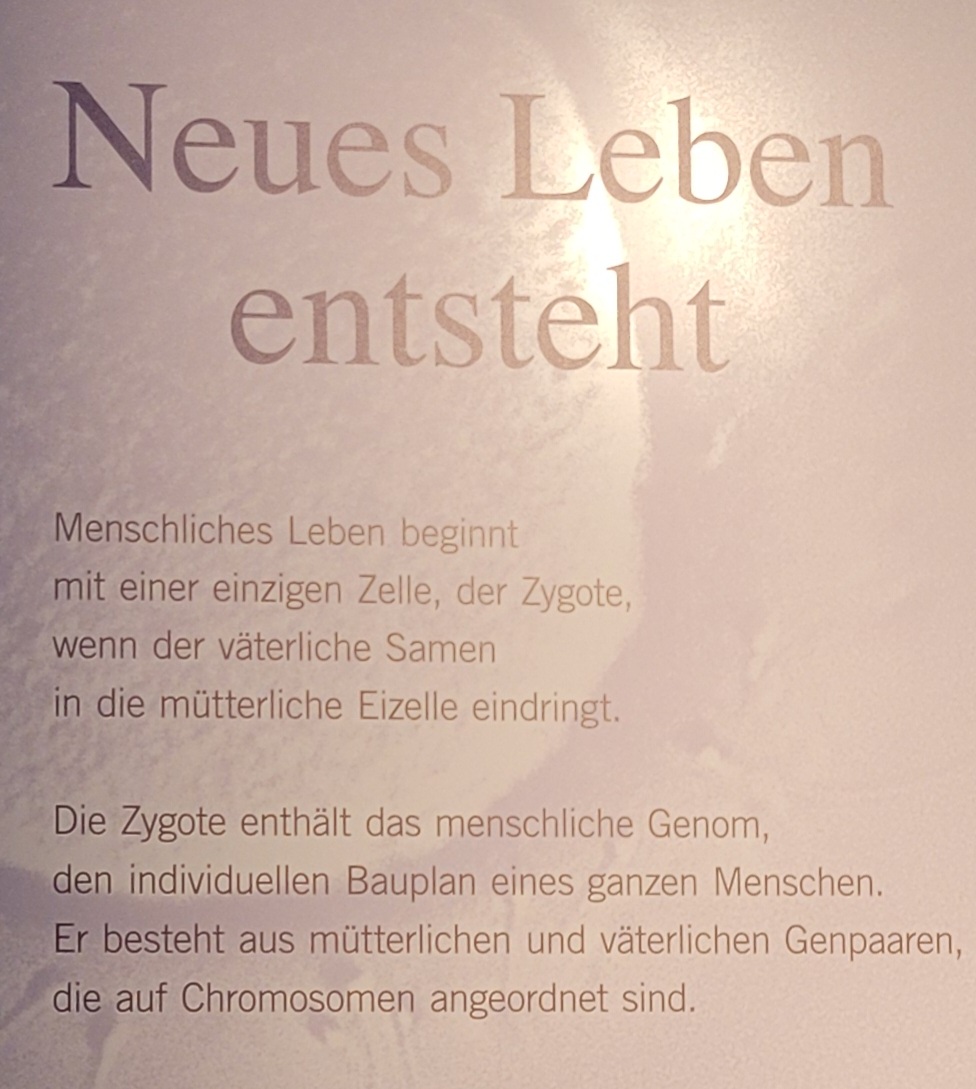 Neues Leben
entsteht
Menschliches Leben beginnt
mit einer einzigen Zelle, der Zygote,
wenn der väterliche Samen
in die mütterliche Eizelle eindringt.
Die Zygote enthält das menschliche Genom,
den individuellen Bauplan eines ganzen Menschen.
Er besteht aus mütterlichen und väterlichen Genpaaren,
die auf Chromosomen angeordnet sind.